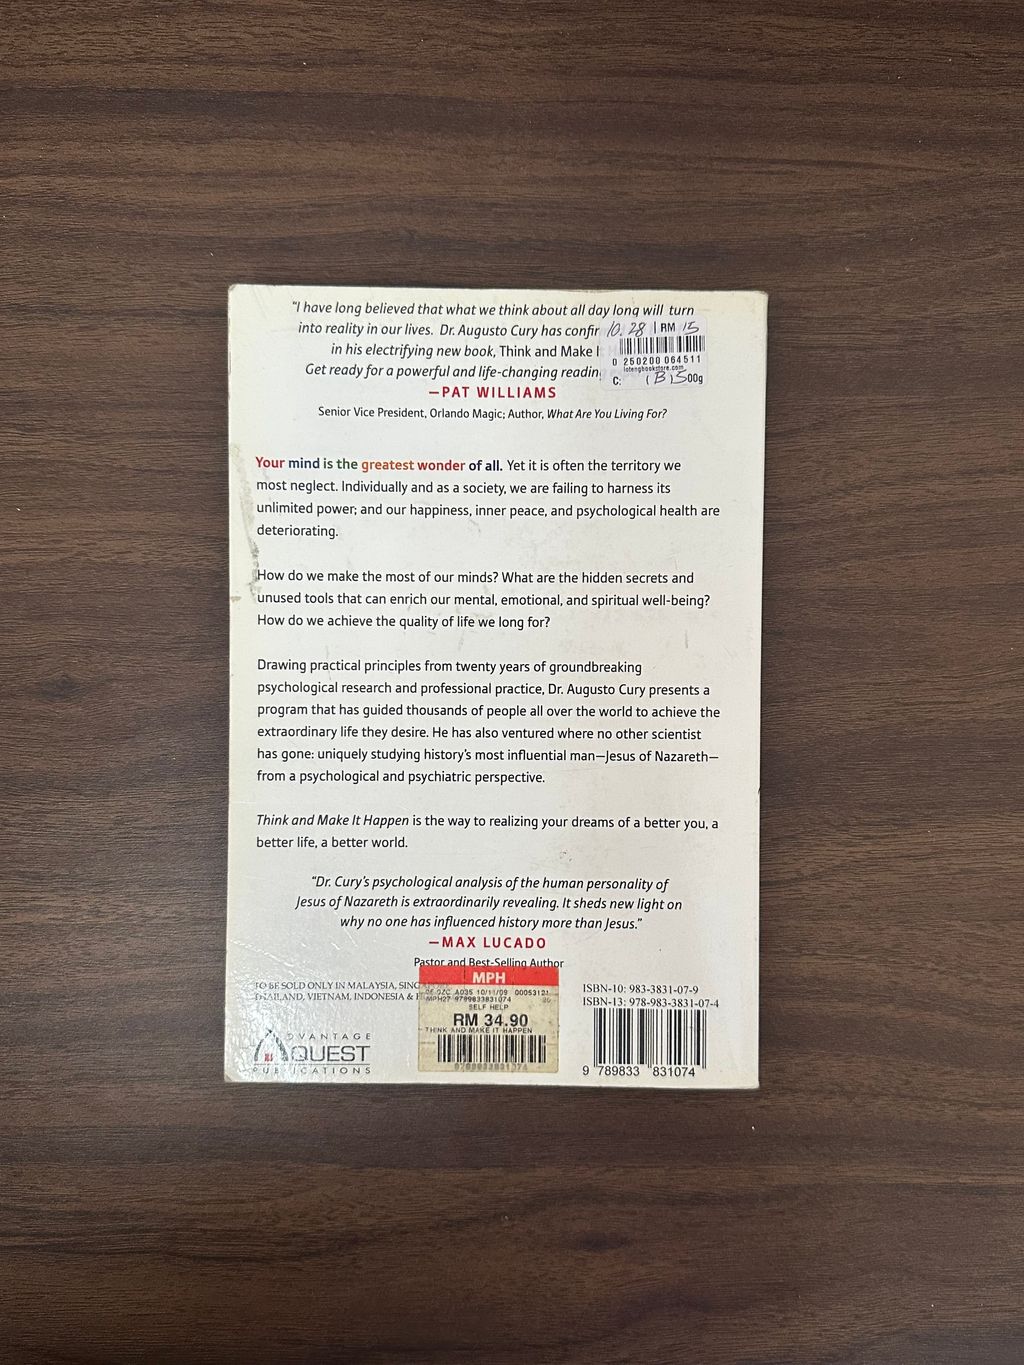 "I have long believed that what we think about all day long will turn
into reality in our lives. Dr. Augusto Cury has confir
in his electrifying new book, Think and Make I
Get ready for a powerful and life-changing readin
10.28 | RM 15
0 250200 064511
lotengbookstore.com
C: (B) 500g
—PAT WILLIAMS
Senior Vice President, Orlando Magic; Author, What Are You Living For?
Your mind is the greatest wonder of all. Yet it is often the territory we
most neglect. Individually and as a society, we are failing to harness its
unlimited power; and our happiness, inner peace, and psychological health are
deteriorating.
How do we make the most of our minds? What are the hidden secrets and
unused tools that can enrich our mental, emotional, and spiritual well-being?
How do we achieve the quality of life we long for?
Drawing practical principles from twenty years of groundbreaking
psychological research and professional practice, Dr. Augusto Cury presents a
program that has guided thousands of people all over the world to achieve the
extraordinary life they desire. He has also ventured where no other scientist
has gone: uniquely studying history's most influential man—Jesus of Nazareth—
from a psychological and psychiatric perspective.
Think and Make It Happen is the way to realizing your dreams of a better you, a
better life, a better world.
"Dr. Cury's psychological analysis of the human personality of
Jesus of Nazareth is extraordinarily revealing. It sheds new light on
why no one has influenced history more than Jesus."
—MAX LUCADO
Pastor and Best-Selling Author
TO BE SOLD ONLY IN MALAYSIA, SING
THAILAND, VIETNAM, INDONESIA &
ADVANTAGE
QUEST
PUBLICATIONS
MPH
A035 10/11/09
MPH27 9789833831074
SELF HELP
RM 34.90
THINK AND MAKE IT HAPPEN
9789833831074
ISBN-10: 983-3831-07-9
ISBN-13: 978-983-3831-07-4
9 789833 831074